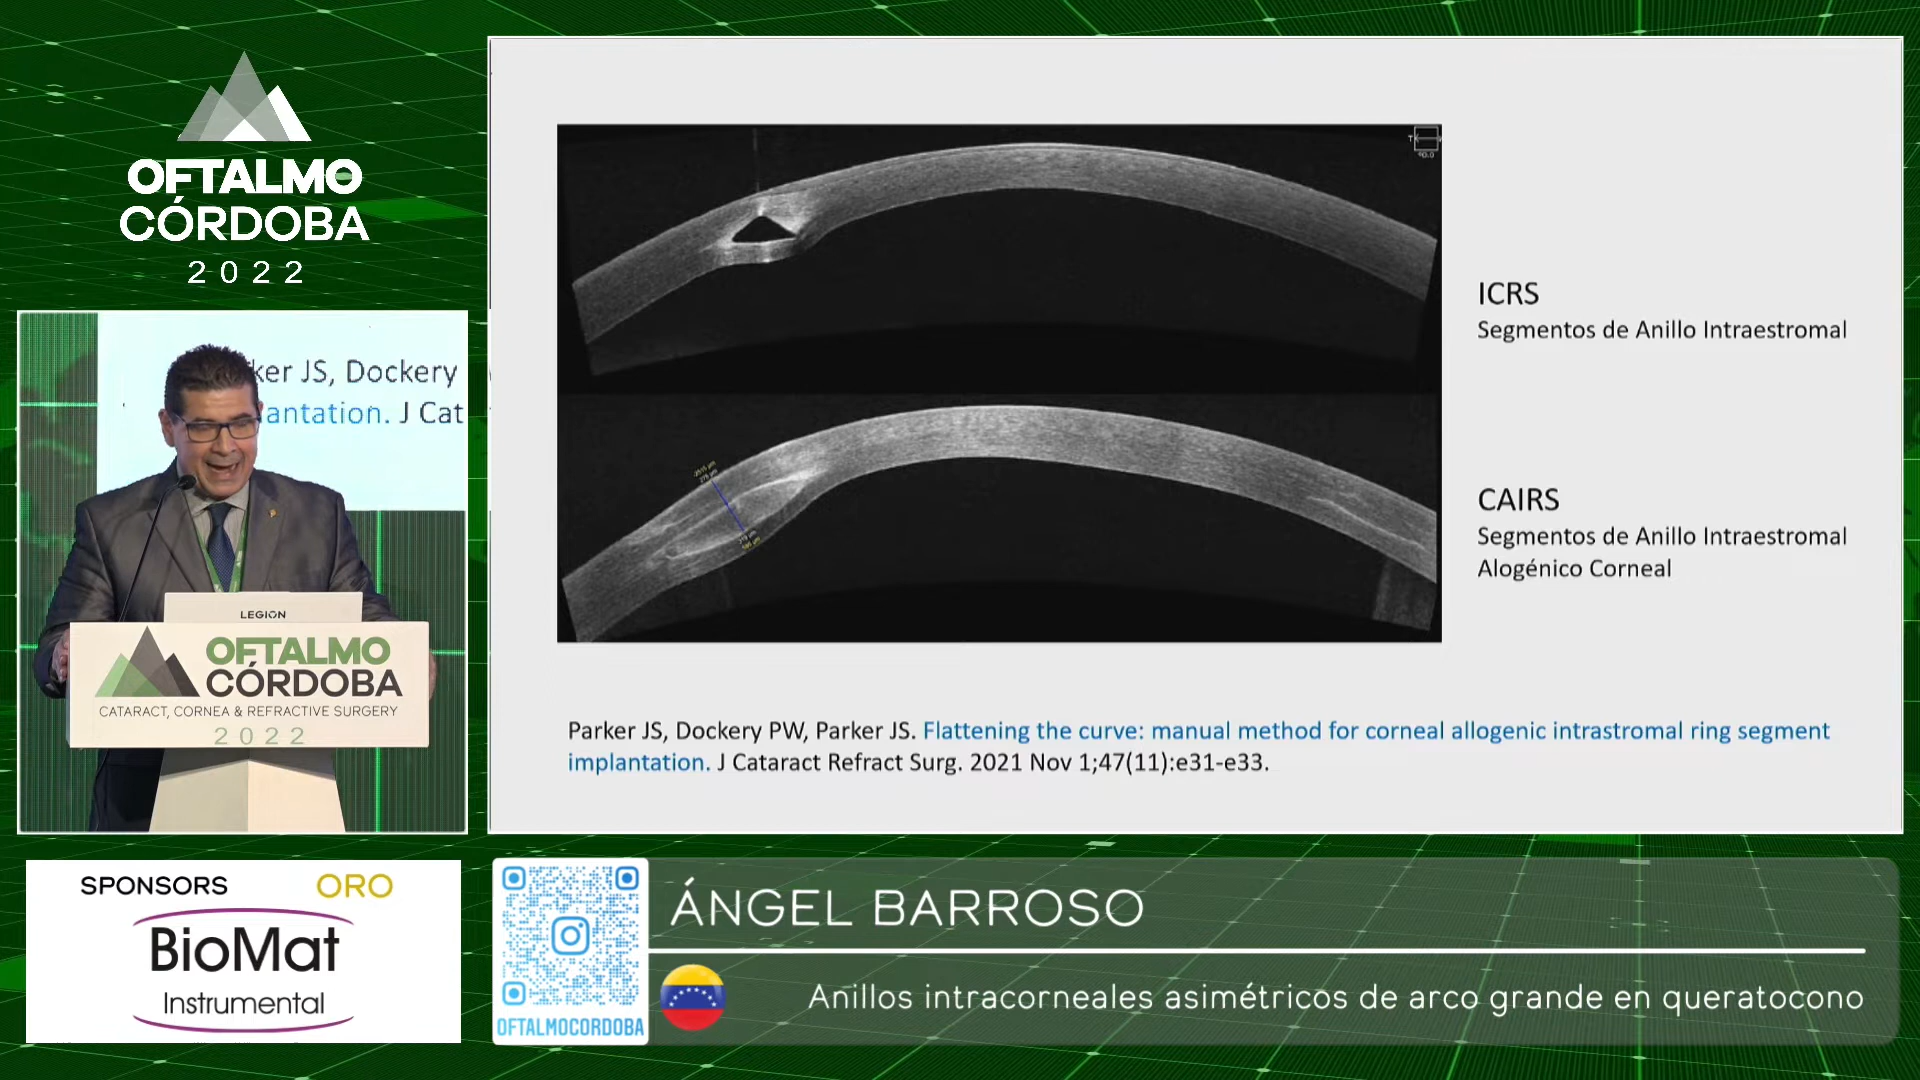 OFTALMO
CÓRDOBA
2022
ker JS, Dockery
antation. J Cat
LEGION
OFTALMO
CÓRDOBA
CATARACT, CORNEA & REFRACTIVE SURGERY
2022
ICRS
Segmentos de Anillo Intraestromal
CAIRS
Segmentos de Anillo Intraestromal
Alogénico Corneal
Parker JS, Dockery PW, Parker JS. Flattening the curve: manual method for corneal allogenic intrastromal ring segment
implantation. J Cataract Refract Surg. 2021 Nov 1;47(11):e31-e33.
SPONSORS ORO
BioMat
Instrumental
OFTALMOCORDOBA
ÁNGEL BARROSO
Anillos intracorneales asimétricos de arco grande en queratocono